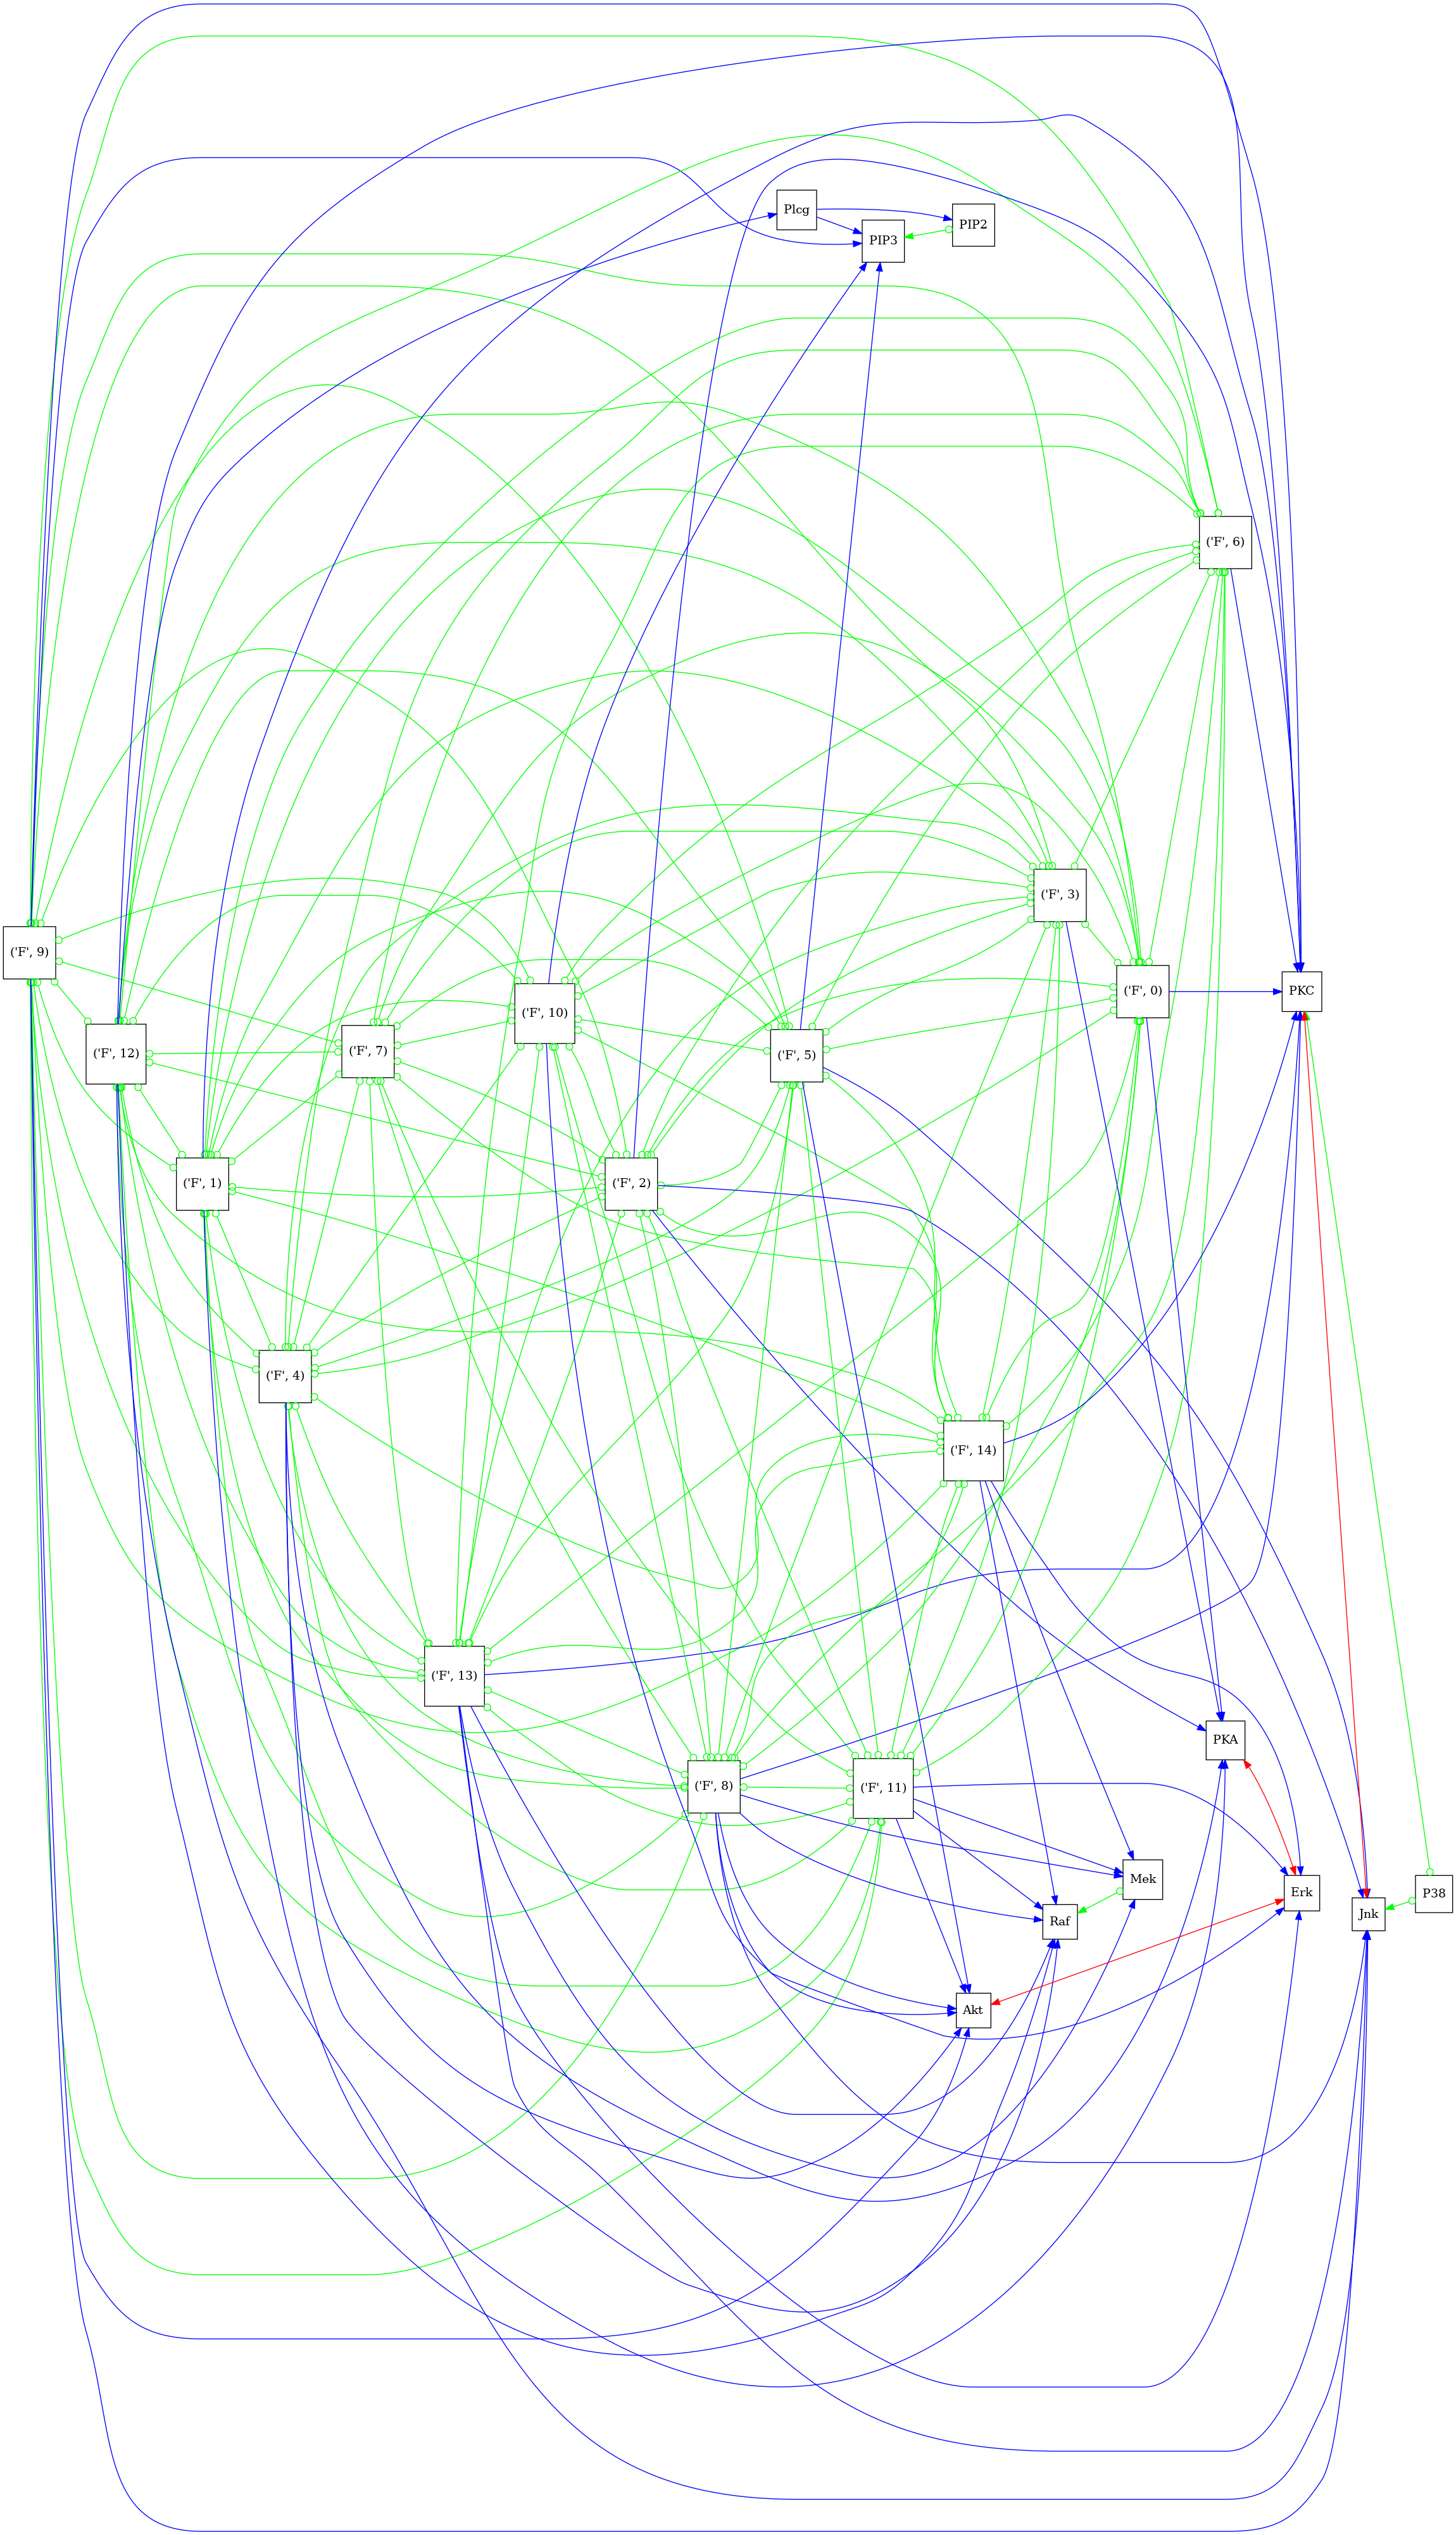 Plcg
PIP2
PIP3
('F', 6)
('F', 3)
('F', 9)
('F', 0)
PKC
('F', 10)
('F', 12)
('F', 7)
('F', 5)
('F', 1)
('F', 2)
('F', 4)
('F', 14)
('F', 13)
PKA
('F', 8)
('F', 11)
Mek
Erk
P38
Raf
Jnk
Akt